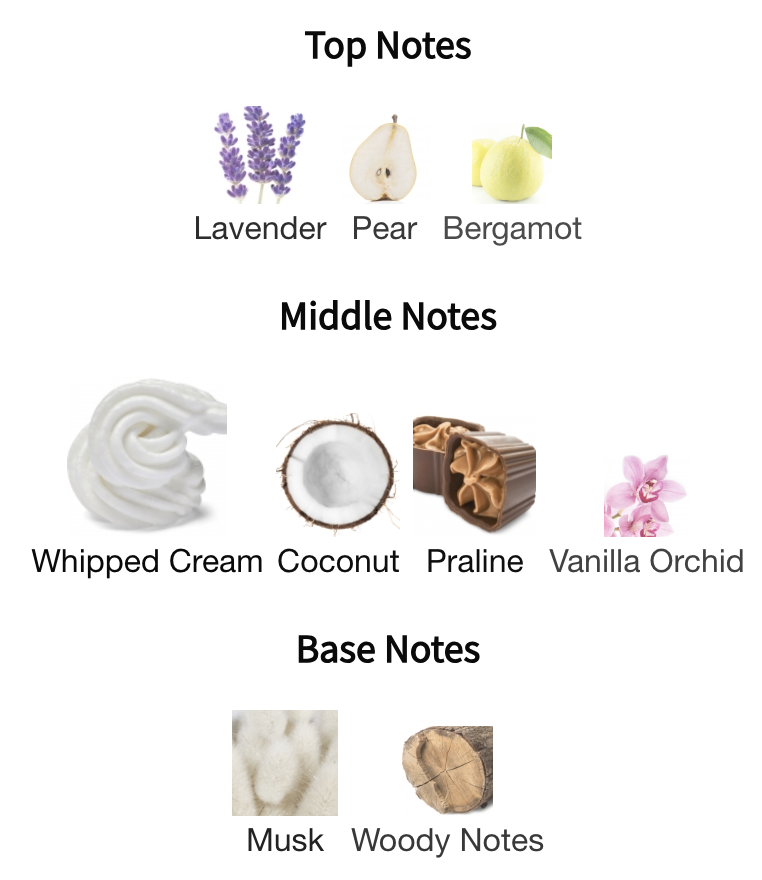 Top Notes
Lavender Pear Bergamot
Middle Notes
Whipped Cream Coconut Praline Vanilla Orchid
Base Notes
Musk Woody Notes